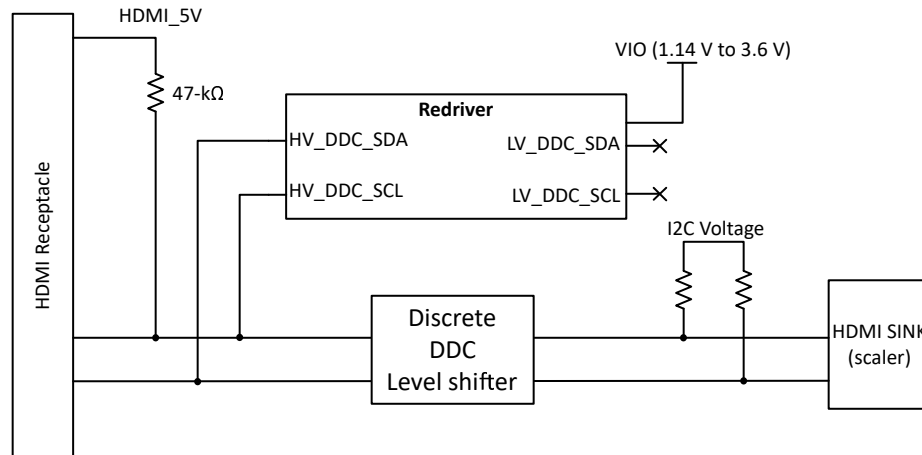 HDMI_5V
47-kΩ
VIO (1.14 V to 3.6 V)
Redriver
HV_DDC_SDA
LV_DDC_SDA
HV_DDC_SCL
LV_DDC_SCL
HDMI Receptacle
I2C Voltage
Discrete
DDC
Level shifter
HDMI SINK
(scaler)